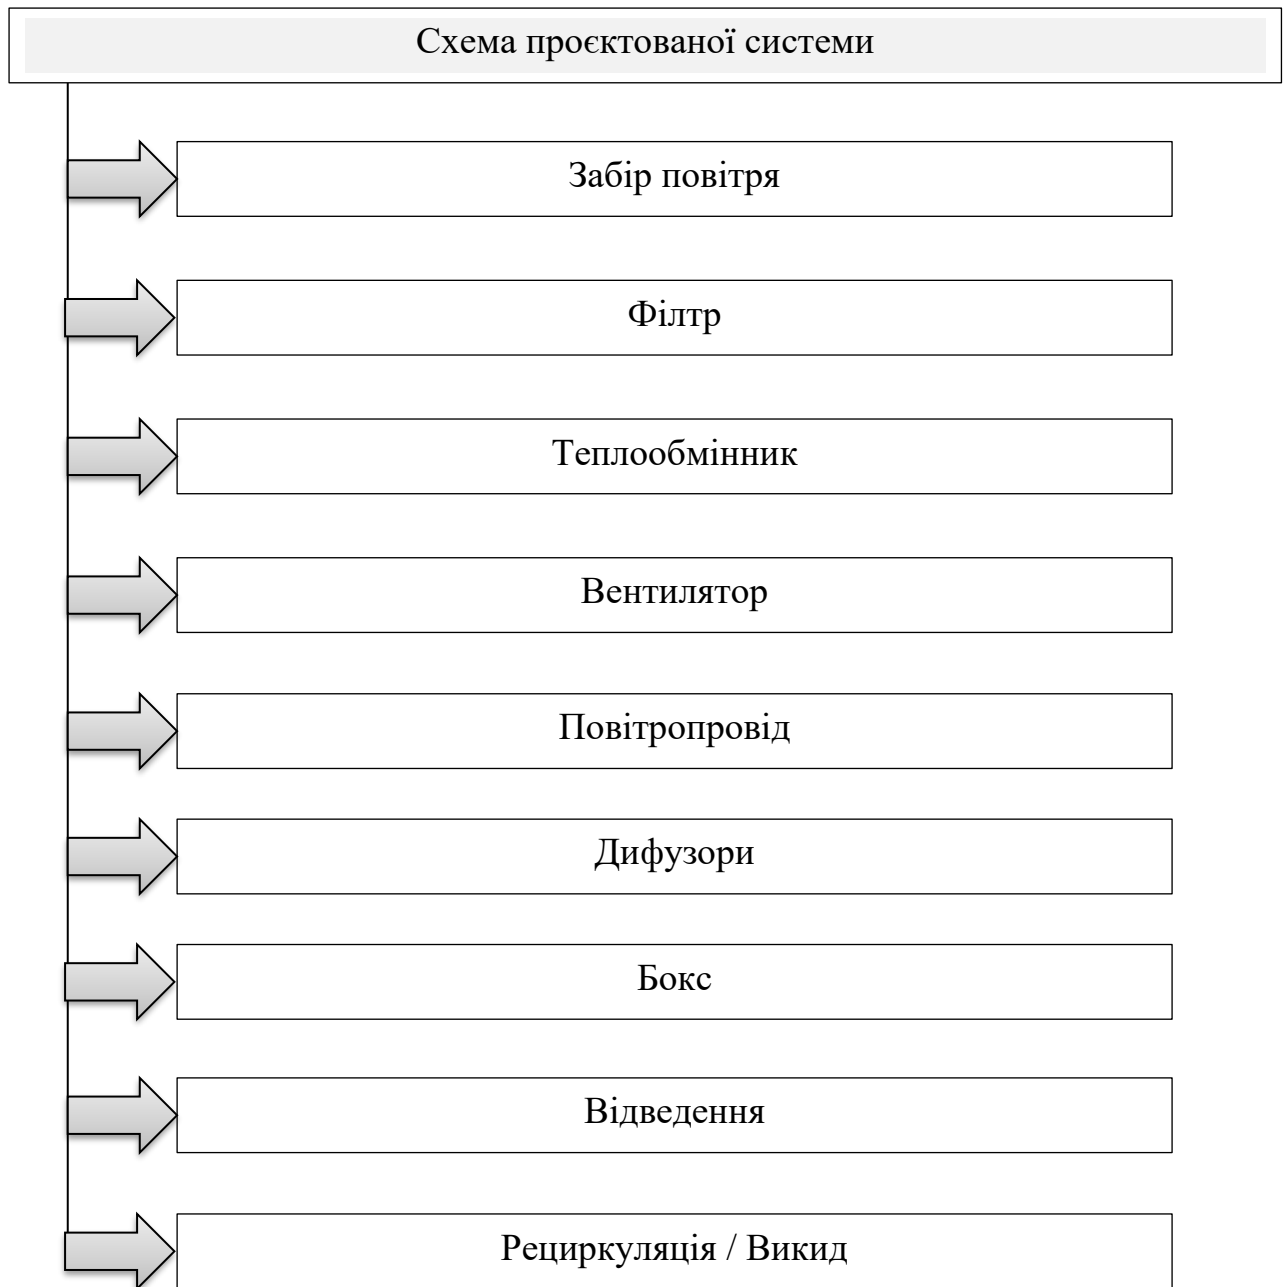 Схема проєктованої системи
Забір повітря
Філтр
Теплообмінник
Вентилятор
Повітропровід
Дифузори
Бокс
Відведення
Рециркуляція / Викид